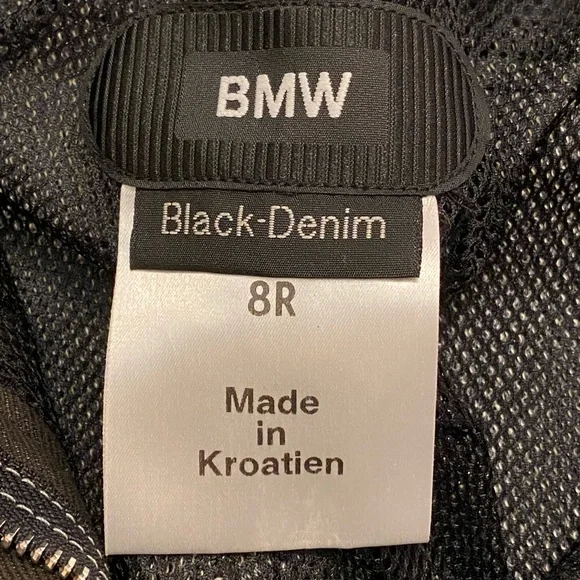 BMW
Black-Denim
8R
Made
in
Kroatien